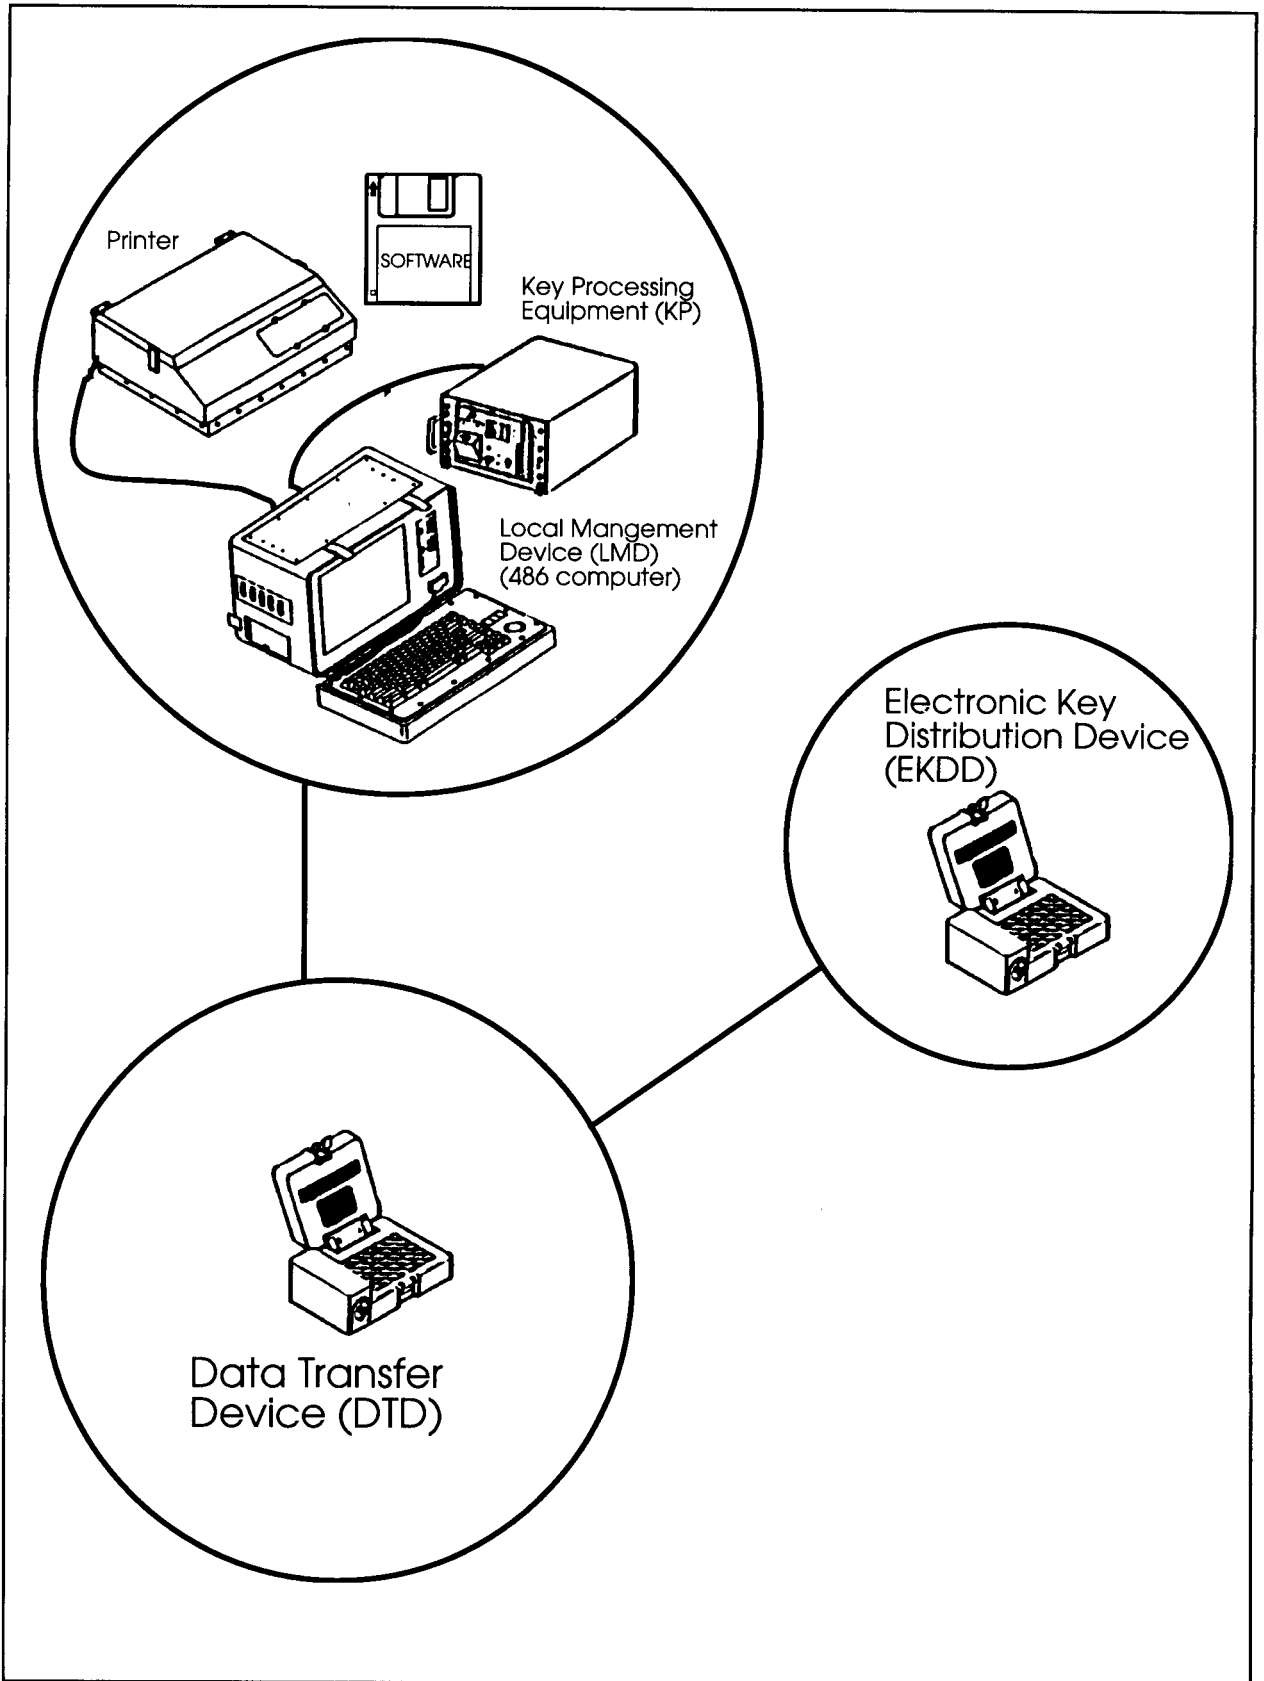 Printer
SOFTWARE
Key Processing
Equipment (KP)
Local Mangement
Device (LMD)
(486 computer)
Electronic Key
Distribution Device
(EKDD)
Data Transfer
Device (DTD)